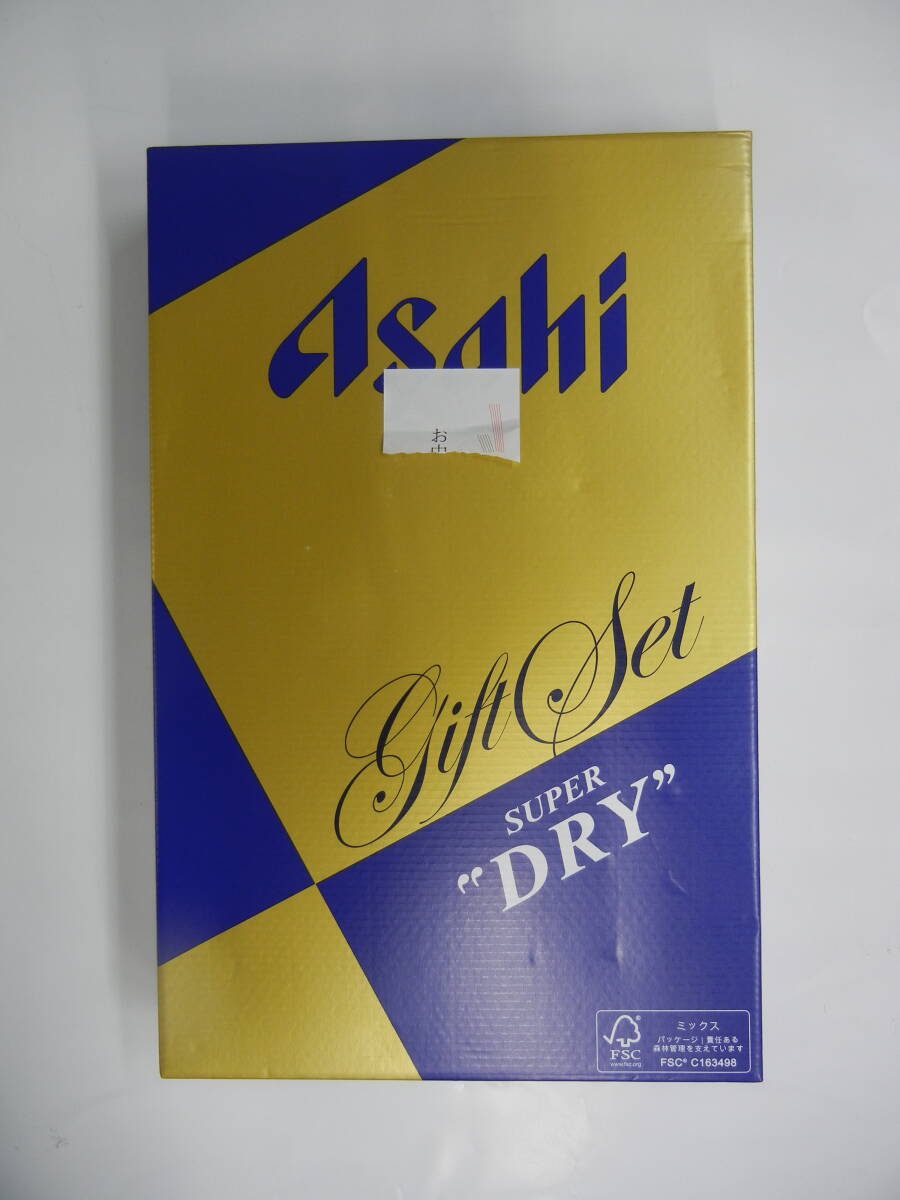 Asahi
お中
Gift Set
SUPER
"DRY"
FSC
www.fsc.org
ミックス
パッケージ | 責任ある
森林管理を支えています
FSC® C163498